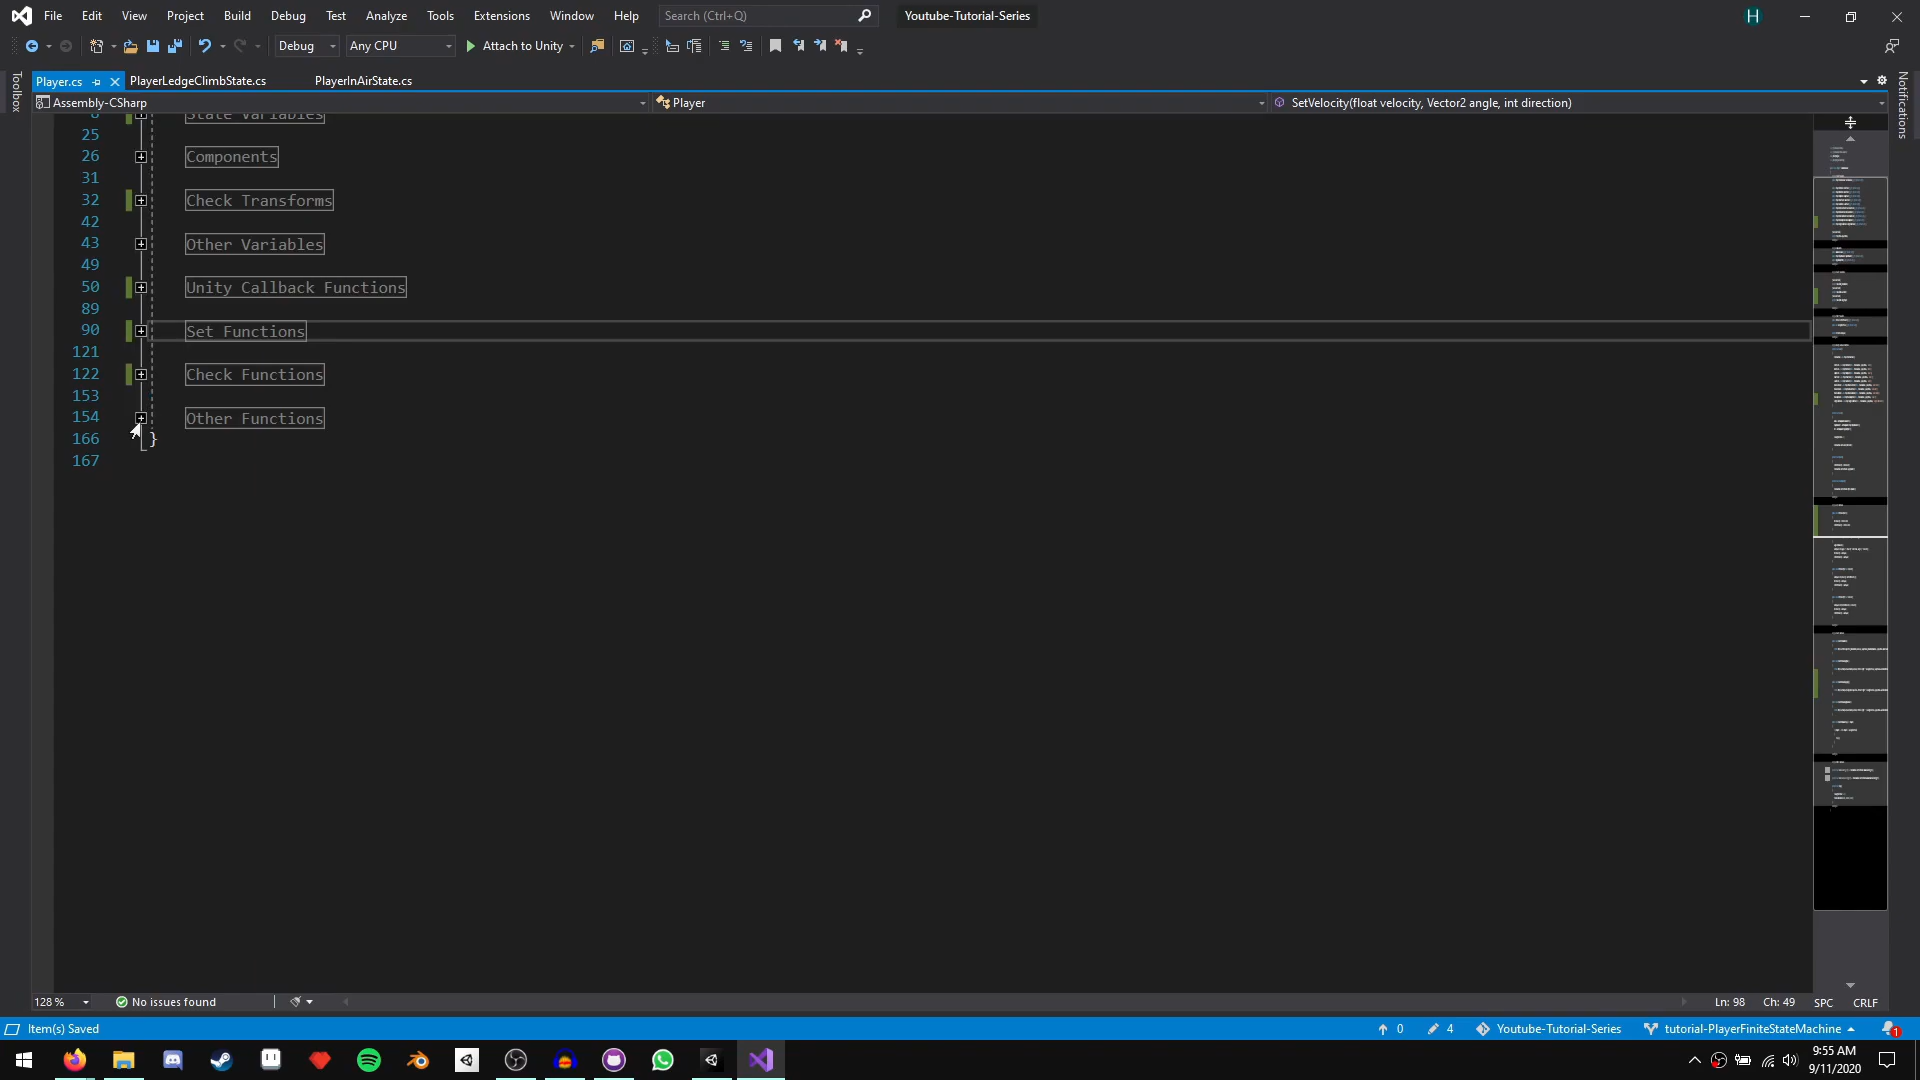 File Edit View Project Build Debug Test Analyze Tools Extensions Window Help Search (Ctrl+Q) Youtube-Tutorial-Series H
Debug Any CPU Attach to Unity
Player.cs PlayerLedgeClimbState.cs PlayerInAirState.cs
Assembly-CSharp Player SetVelocity(float velocity, Vector2 angle, int direction)
Toolbox
Notifications
8 State Variables
25
26 Components
31
32 Check Transforms
42
43 Other Variables
49
50 Unity Callback Functions
89
90 Set Functions
121
122 Check Functions
153
154 Other Functions
166 }
167
128 % No issues found Ln: 98 Ch: 49 SPC CRLF
Item(s) Saved 0 4 Youtube-Tutorial-Series tutorial-PlayerFiniteStateMachine 1
9:55 AM
9/11/2020